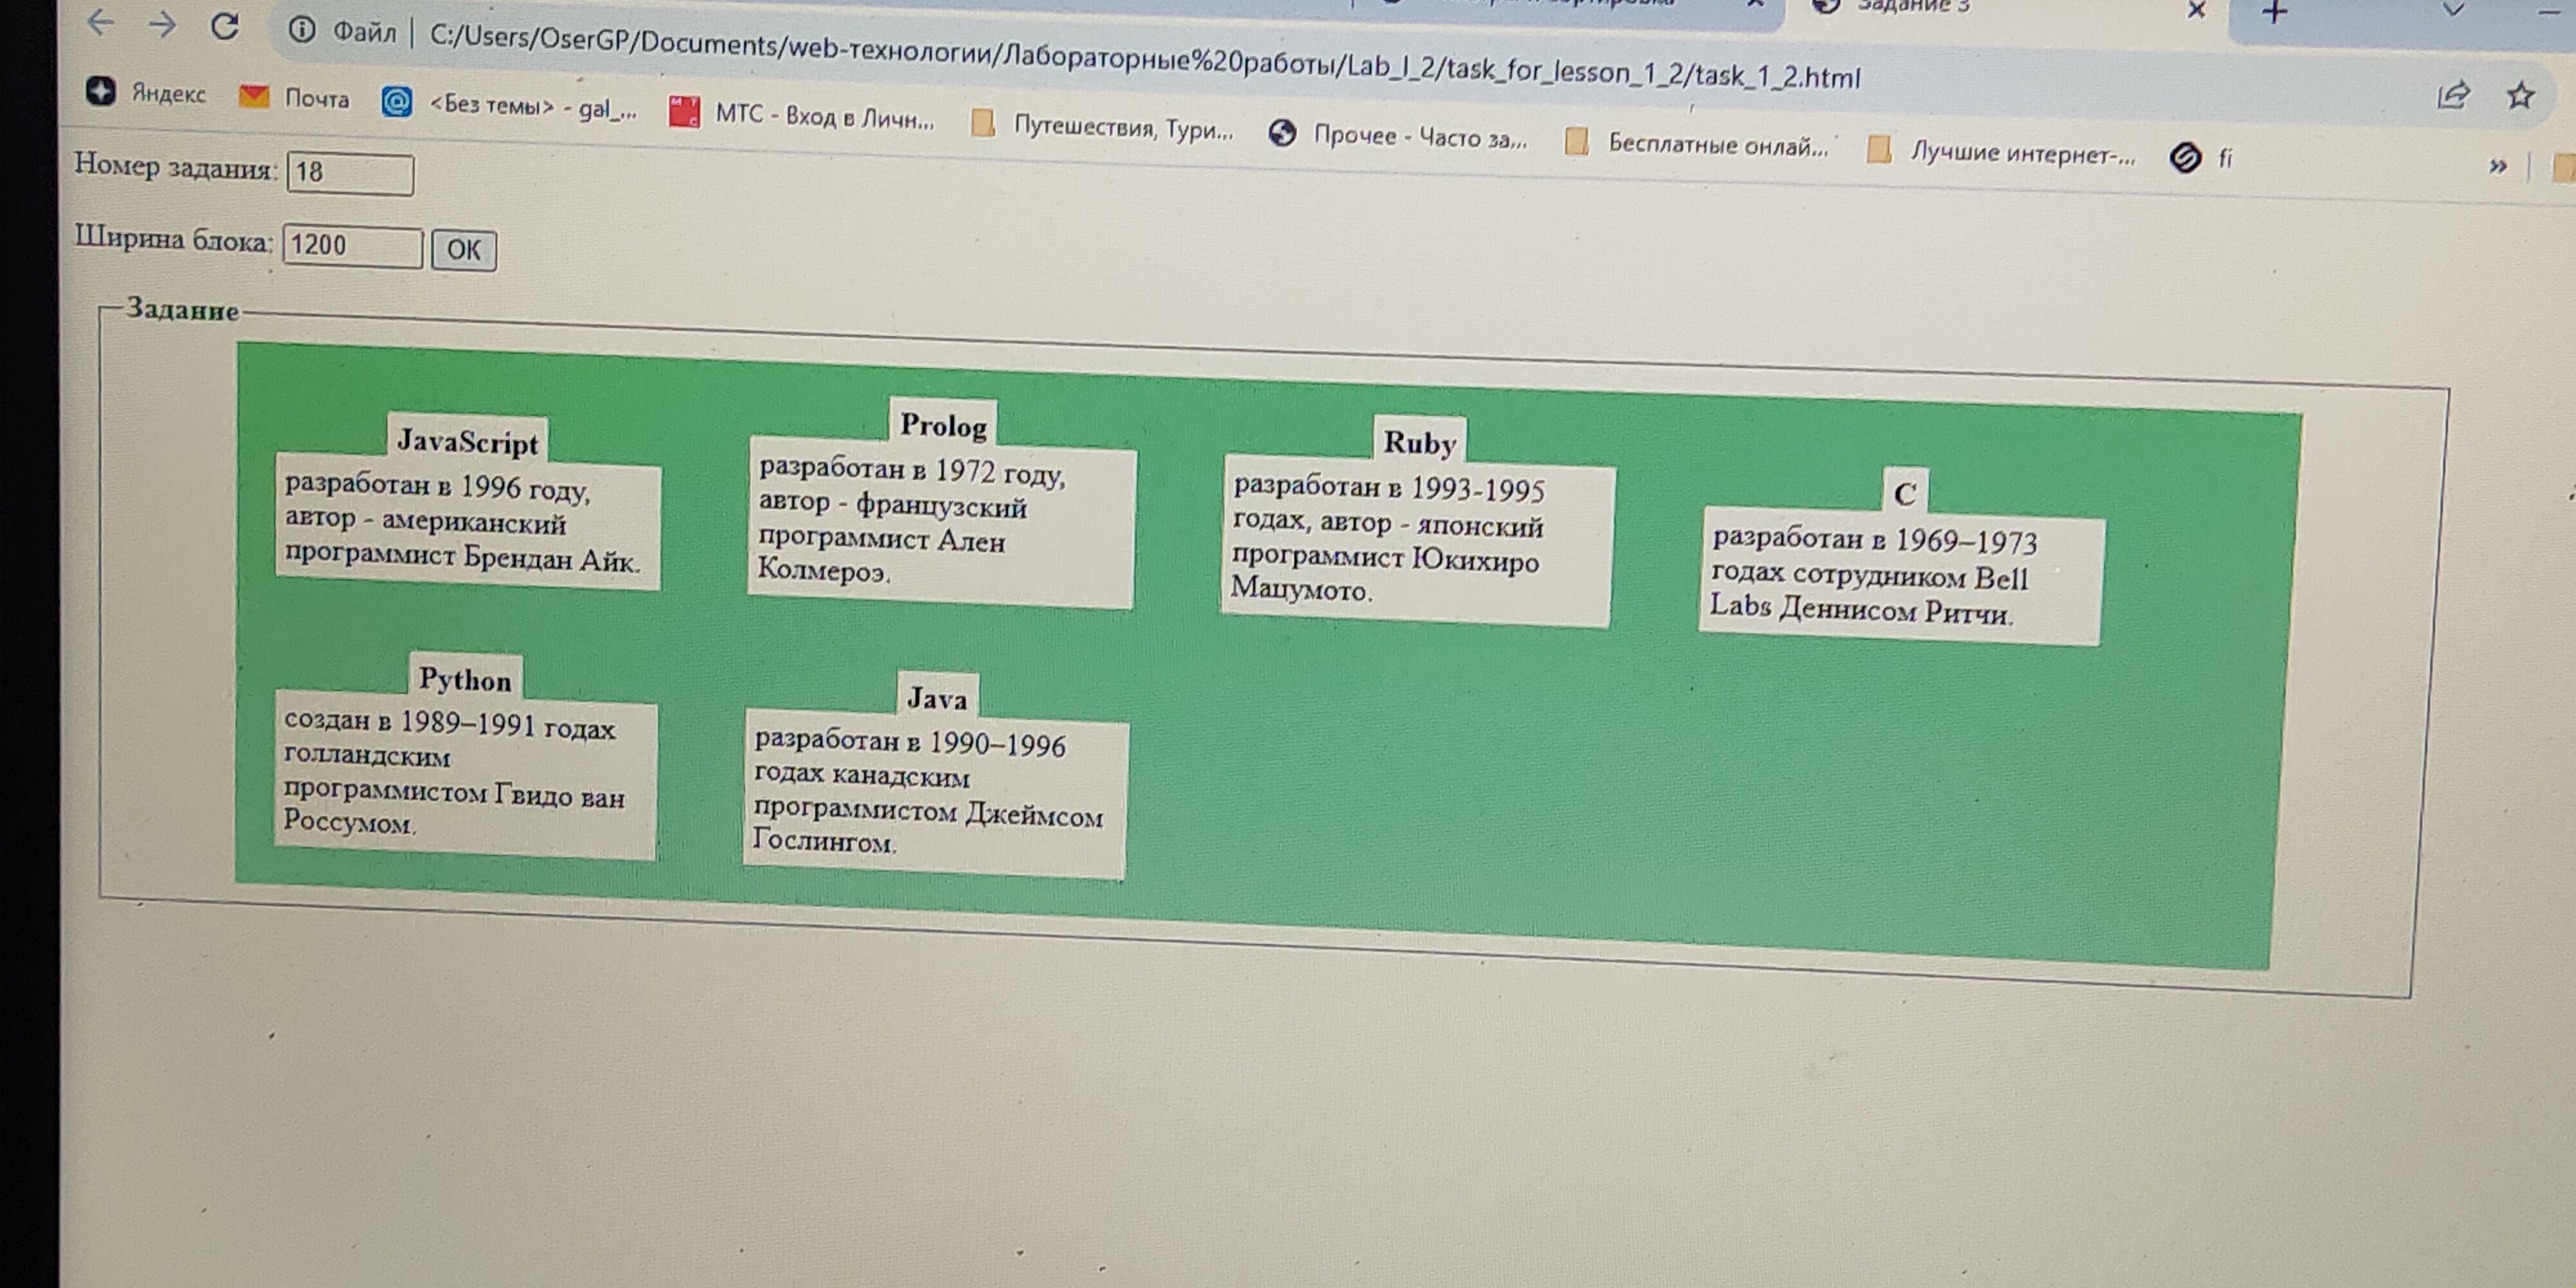 Задание 3
Файл | C:/Users/OserGP/Documents/web-технологии/Лабораторные%20работы/Lab_I_2/task_for_lesson_1_2/task_1_2.html
Яндекс Почта <Без темы> - gal_... МТС - Вход в Личн... Путешествия, Тури... Прочее - Часто за... Бесплатные онлай... Лучшие интернет-... fi »
Номер задания: 18
Ширина блока: 1200 OK
Задание
JavaScript
разработан в 1996 году,
автор - американский
программист Брендан Айк.
Prolog
разработан в 1972 году,
автор - французский
программист Ален
Колмероэ.
Ruby
разработан в 1993-1995
годах, автор - японский
программист Юкихиро
Мацумото.
C
разработан в 1969–1973
годах сотрудником Bell
Labs Деннисом Ритчи.
Python
создан в 1989–1991 годах
голландским
программистом Гвидо ван
Россумом.
Java
разработан в 1990–1996
годах канадским
программистом Джеймсом
Гослингом.